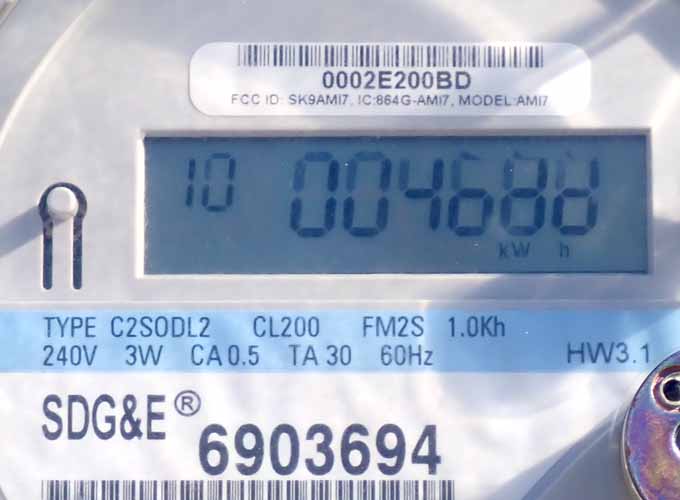 0002E200BD
FCC ID: SK9AMI7, IC:864G-AMI7, MODEL:AMI7
10
kW h
TYPE C2SODL2 CL200 FM2S 1.0Kh
240V 3W CA 0.5 TA 30 60Hz HW3.1
SDG&E® 6903694